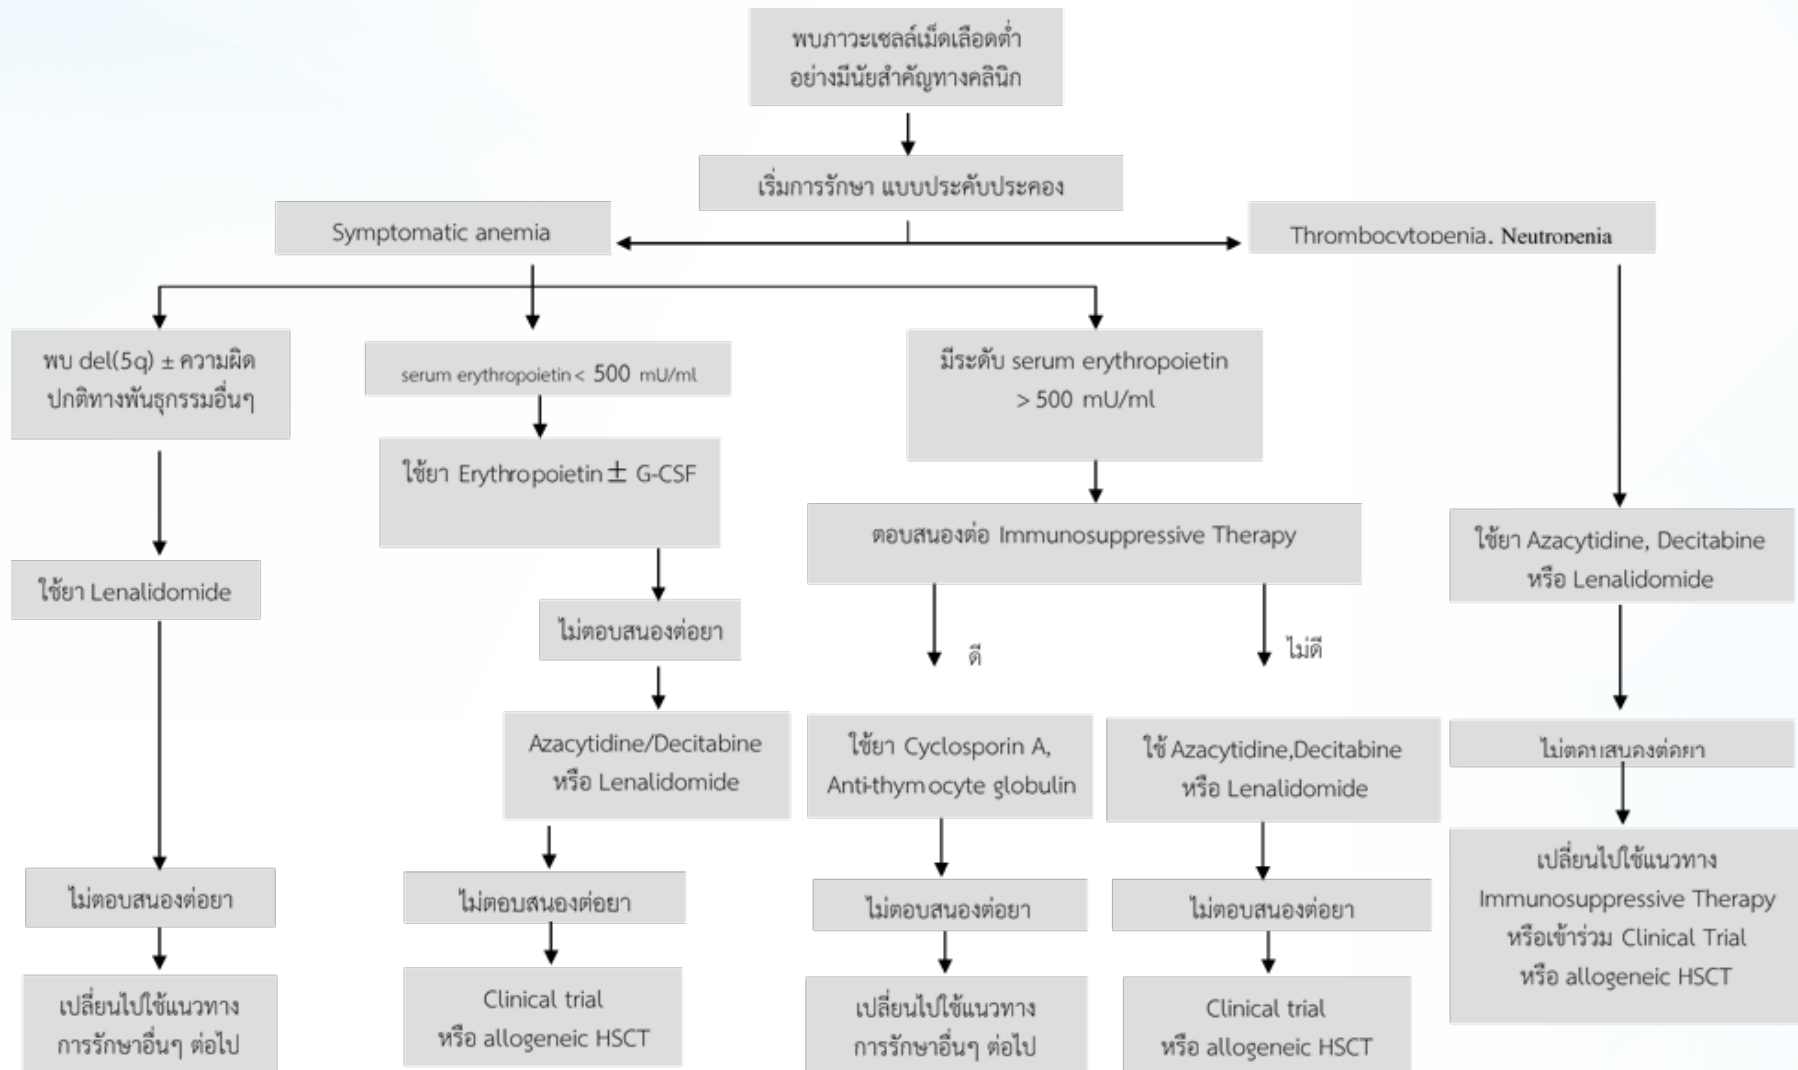 พบภาวะเซลล์เม็ดเลือดต่ำ
อย่างมีนัยสำคัญทางคลินิก
เริ่มการรักษา แบบประคับประคอง
Symptomatic anemia
Thrombocytopenia, Neutropenia
พบ del(5q) ± ความผิด
ปกติทางพันธุกรรมอื่นๆ
serum erythropoietin < 500 mU/ml
มีระดับ serum erythropoietin
> 500 mU/ml
ใช้ยา Erythropoietin ± G-CSF
ตอบสนองต่อ Immunosuppressive Therapy
ใช้ยา Azacytidine, Decitabine
หรือ Lenalidomide
ใช้ยา Lenalidomide
ไม่ตอบสนองต่อยา
ดี
ไม่ดี
Azacytidine/Decitabine
หรือ Lenalidomide
ใช้ยา Cyclosporin A,
Anti-thymocyte globulin
ใช้ Azacytidine,Decitabine
หรือ Lenalidomide
ไม่ตอบสนองต่อยา
ไม่ตอบสนองต่อยา
ไม่ตอบสนองต่อยา
ไม่ตอบสนองต่อยา
ไม่ตอบสนองต่อยา
เปลี่ยนไปใช้แนวทาง
Immunosuppressive Therapy
หรือเข้าร่วม Clinical Trial
หรือ allogeneic HSCT
เปลี่ยนไปใช้แนวทาง
การรักษาอื่นๆ ต่อไป
Clinical trial
หรือ allogeneic HSCT
เปลี่ยนไปใช้แนวทาง
การรักษาอื่นๆ ต่อไป
Clinical trial
หรือ allogeneic HSCT